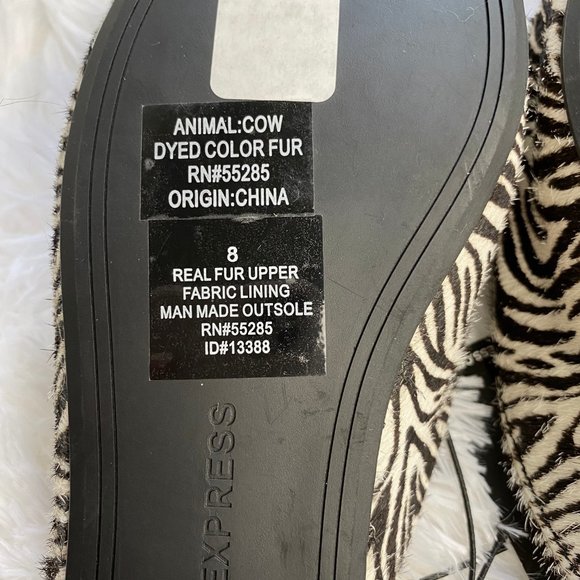 ANIMAL:COW
DYED COLOR FUR
RN#55285
ORIGIN:CHINA
8
REAL FUR UPPER
FABRIC LINING
MAN MADE OUTSOLE
RN#55285
ID#13388
EXPRESS